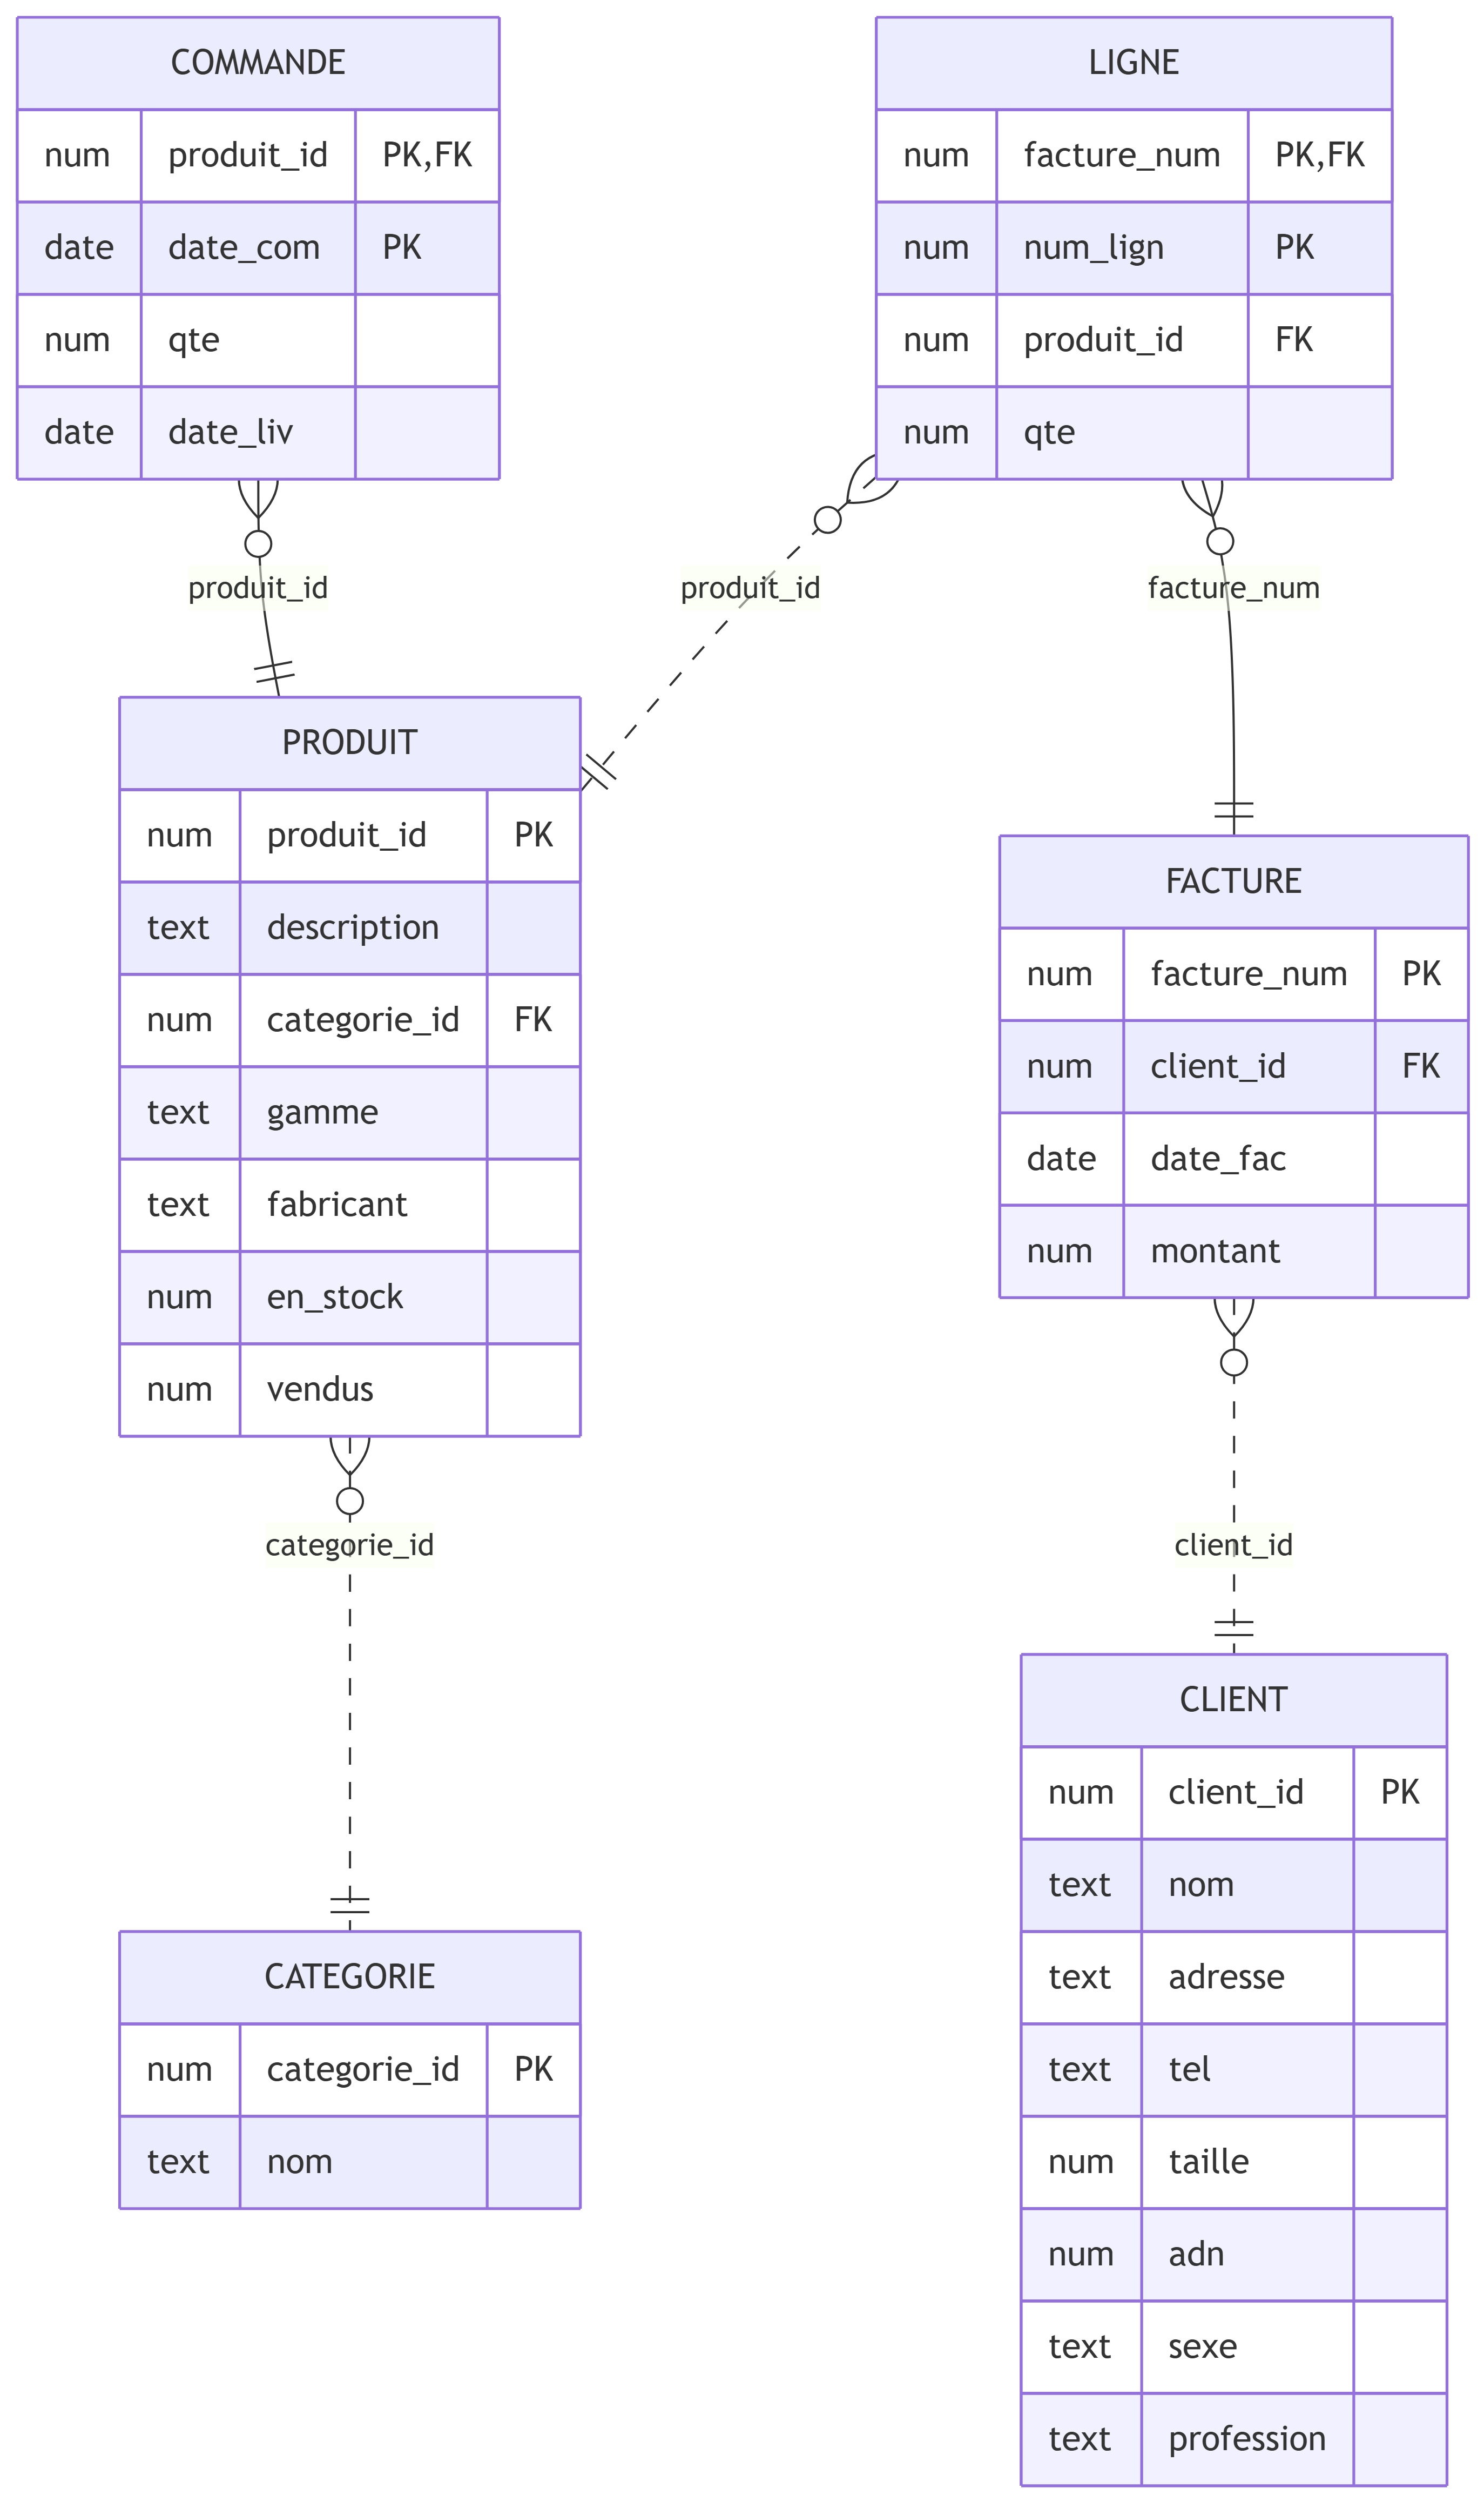 COMMANDE
num produit_id PK,FK
date date_com PK
num qte
date date_liv
LIGNE
num facture_num PK,FK
num num_lign PK
num produit_id FK
num qte
produit_id
produit_id
facture_num
PRODUIT
num produit_id PK
text description
num categorie_id FK
text gamme
text fabricant
num en_stock
num vendus
FACTURE
num facture_num PK
num client_id FK
date date_fac
num montant
categorie_id
client_id
CATEGORIE
num categorie_id PK
text nom
CLIENT
num client_id PK
text nom
text adresse
text tel
num taille
num adn
text sexe
text profession